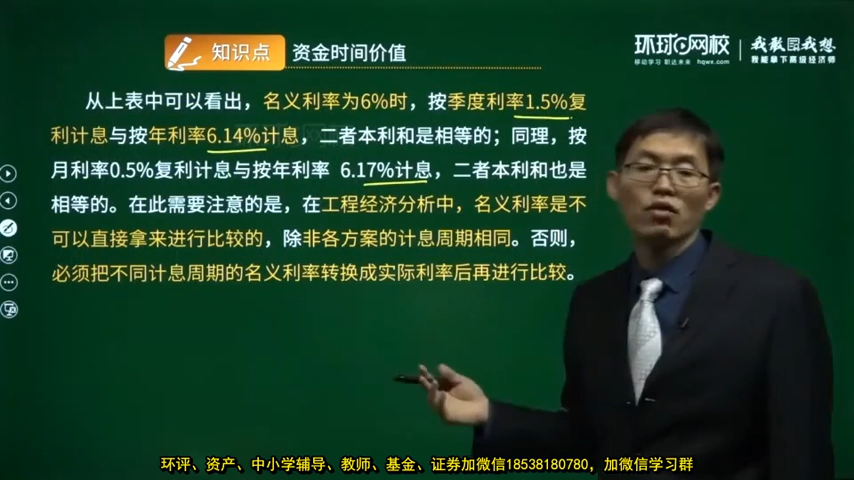 知识点 资金时间价值
环球网校
移动学习 职达未来 hqwx.com
我敢因我想
我能拿下高级经济师
从上表中可以看出，名义利率为6%时，按季度利率1.5%复
利计息与按年利率6.14%计息，二者本利和是相等的；同理，按
月利率0.5%复利计息与按年利率 6.17%计息，二者本利和也是
相等的。在此需要注意的是，在工程经济分析中，名义利率是不
可以直接拿来进行比较的，除非各方案的计息周期相同。否则，
必须把不同计息周期的名义利率转换成实际利率后再进行比较。
环评、资产、中小学辅导、教师、基金、证券加微信18538180780，加微信学习群